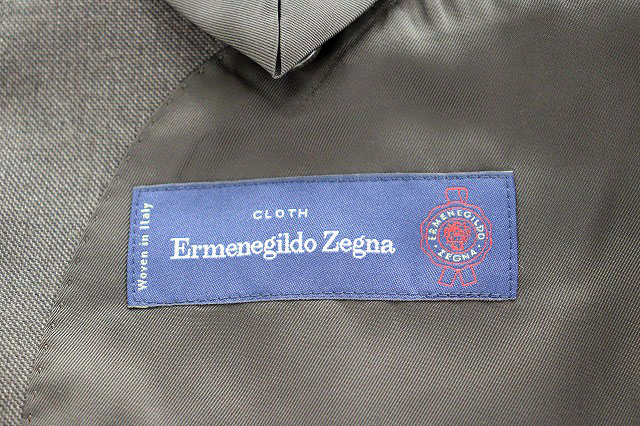 Woven in Italy
CLOTH
Ermenegildo Zegna
ERMENEGILDO
ZEGNA